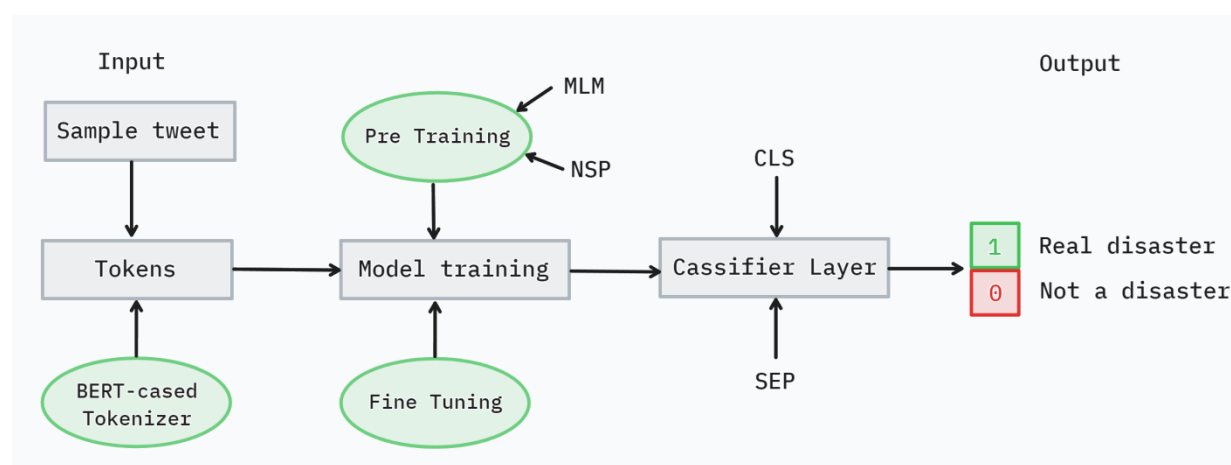 Input
Output
Sample tweet
MLM
Pre Training
NSP
CLS
Tokens
Model training
Cassifier Layer
1
Real disaster
0
Not a disaster
BERT-cased
Tokenizer
Fine Tuning
SEP